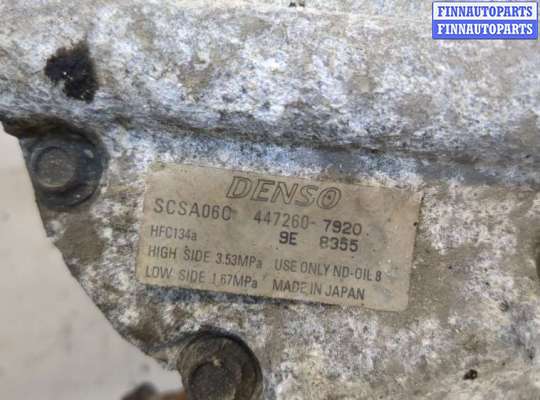 FINNAUTOPARTS
FINNAUTOPARTS
DENSO
SCSA06C 447260-7920
HFC134a 9E 8355
HIGH SIDE 3.53MPa USE ONLY ND-OIL 8
LOW SIDE 1.67MPa MADE IN JAPAN